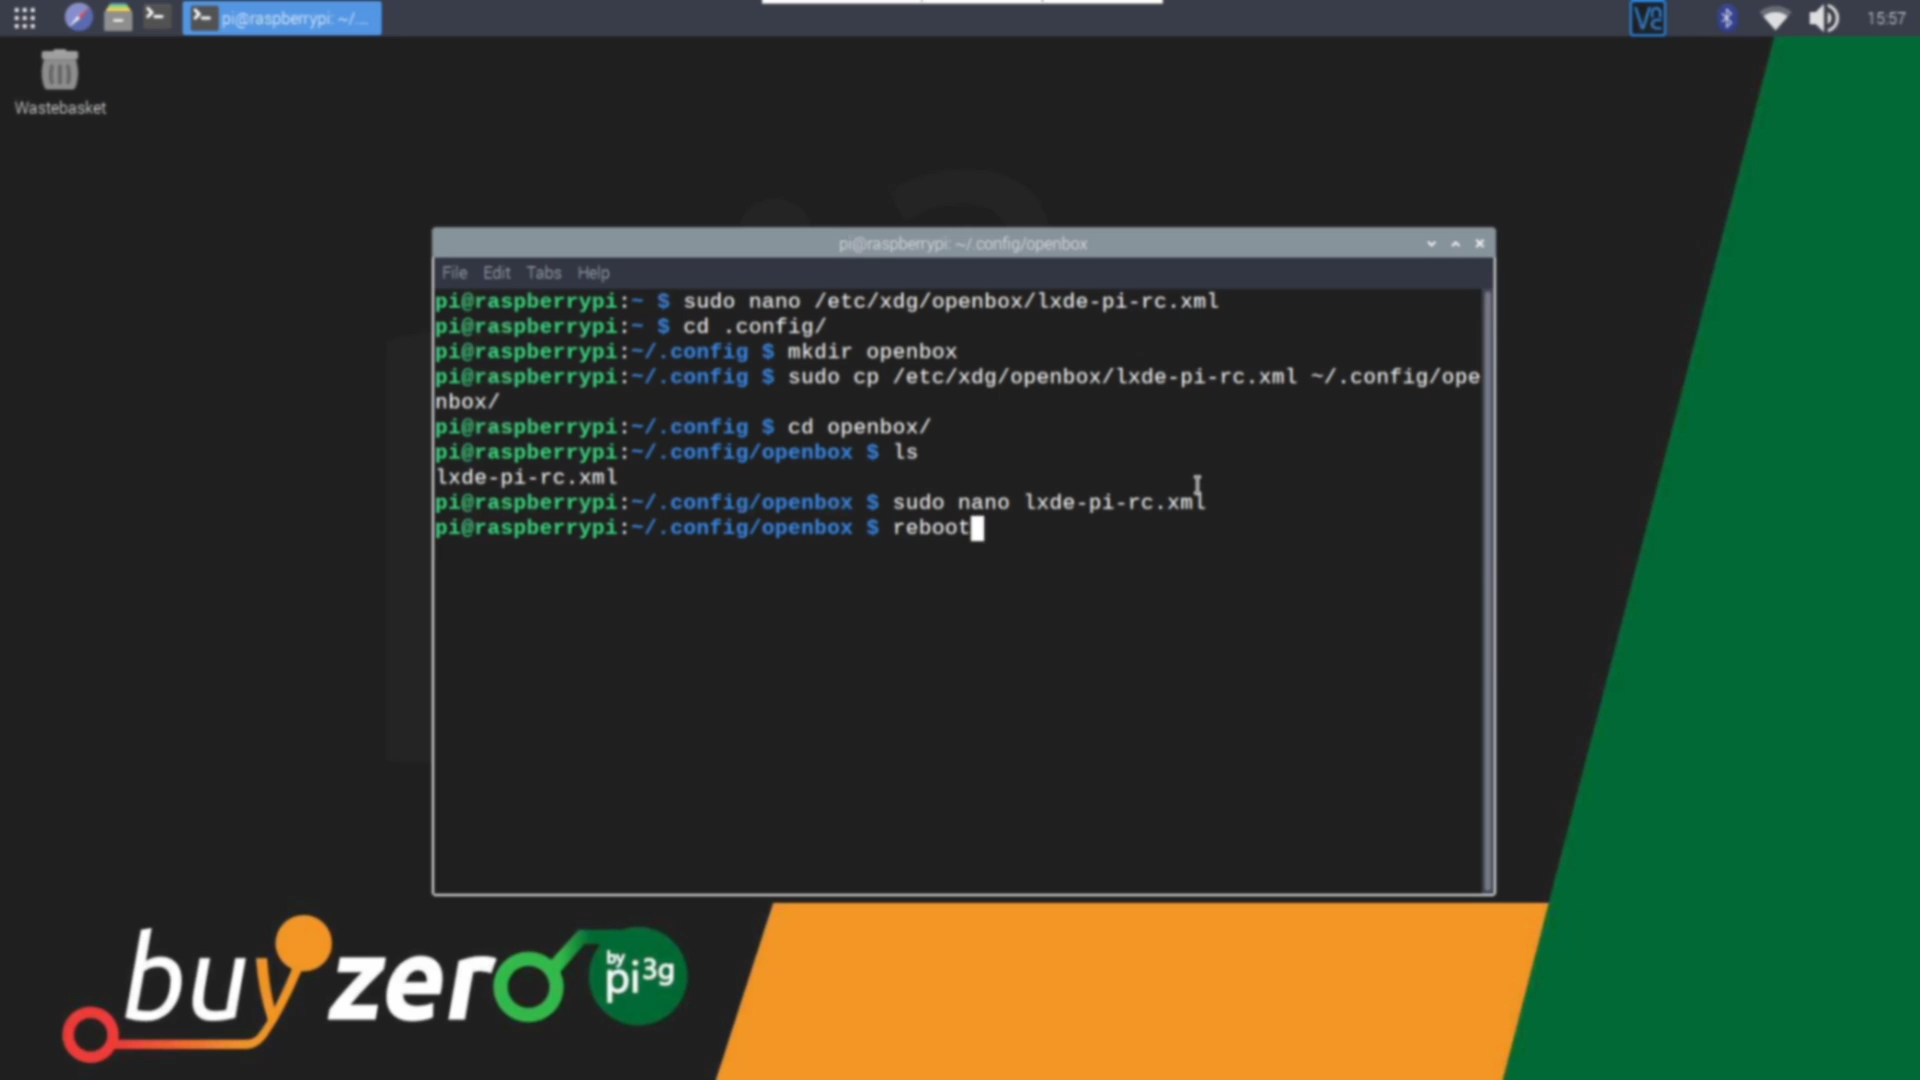 pi@raspberrypi: ~/...
15:57
Wastebasket
pi@raspberrypi: ~/.config/openbox
File Edit Tabs Help
pi@raspberrypi:~ $ sudo nano /etc/xdg/openbox/lxde-pi-rc.xml
pi@raspberrypi:~ $ cd .config/
pi@raspberrypi:~/.config $ mkdir openbox
pi@raspberrypi:~/.config $ sudo cp /etc/xdg/openbox/lxde-pi-rc.xml ~/.config/ope
nbox/
pi@raspberrypi:~/.config $ cd openbox/
pi@raspberrypi:~/.config/openbox $ ls
lxde-pi-rc.xml
pi@raspberrypi:~/.config/openbox $ sudo nano lxde-pi-rc.xml
pi@raspberrypi:~/.config/openbox $ reboot
buyzero
by
pi3g